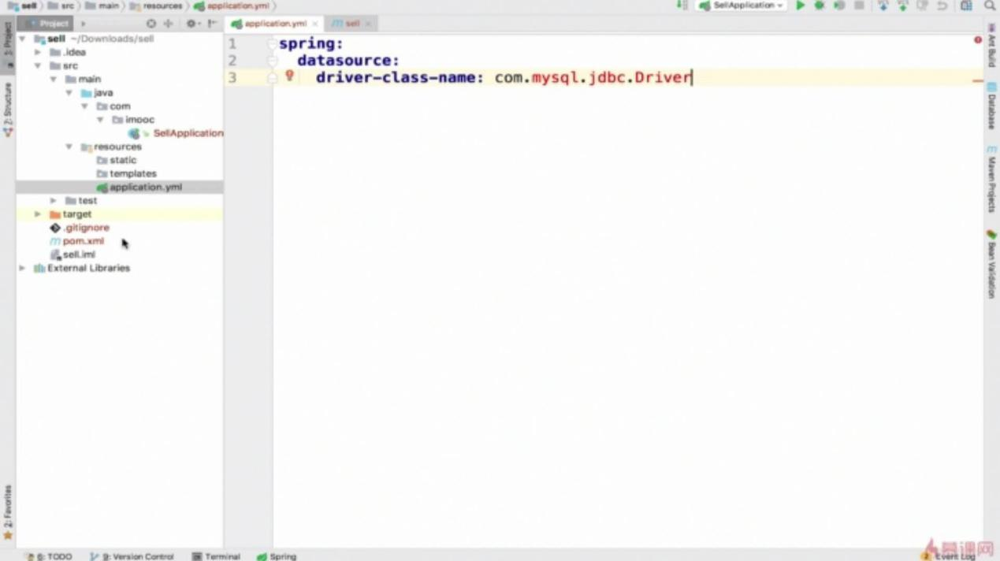 sell src main resources application.yml
SellApplication
Project
application.yml
sell
1: Project
2: Structure
2: Favorites
sell ~/Downloads/sell
.idea
src
main
java
com
imooc
SellApplication
resources
static
templates
application.yml
test
target
.gitignore
pom.xml
sell.iml
External Libraries
1 spring:
2 datasource:
3 driver-class-name: com.mysql.jdbc.Driver
Ant Build
Database
Maven Projects
Bean Validation
6: TODO
9: Version Control
Terminal
Spring
2 Event Log
慕课网